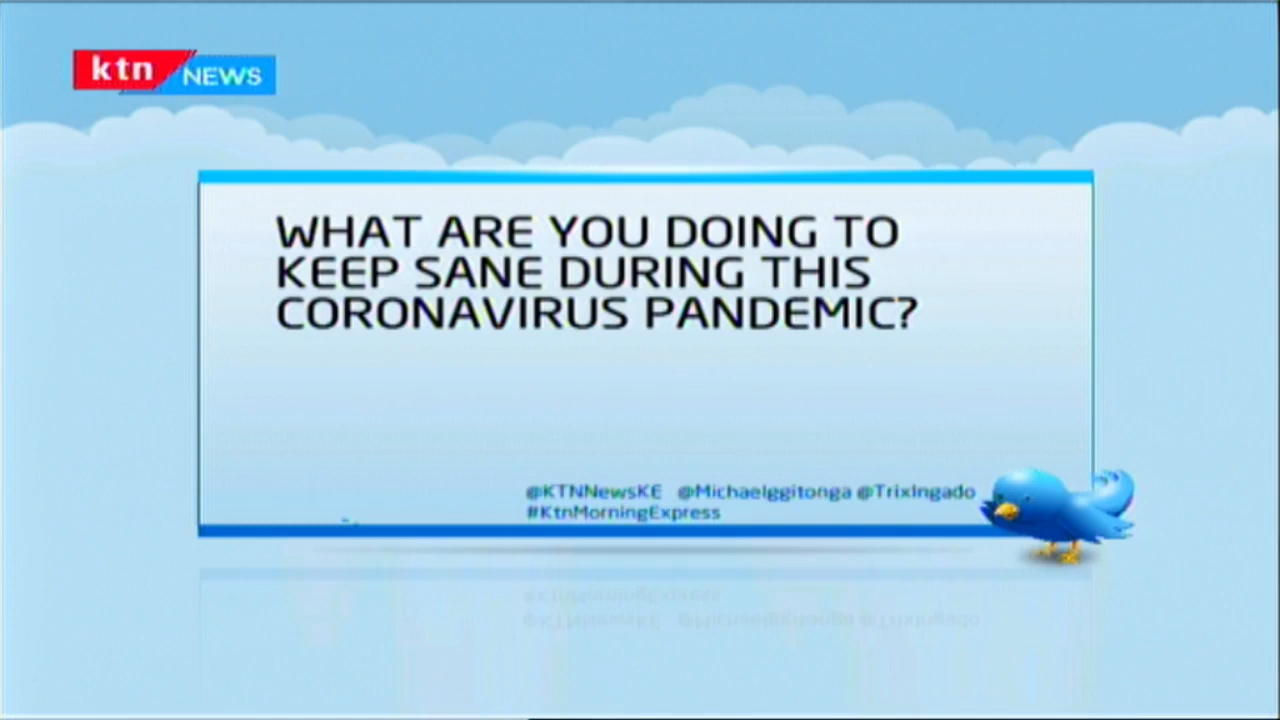 ktn NEWS
WHAT ARE YOU DOING TO
KEEP SANE DURING THIS
CORONAVIRUS PANDEMIC?
@KTNNewsKE @MichaelGgitonga @TrixIngado
#KtnMorningExpress